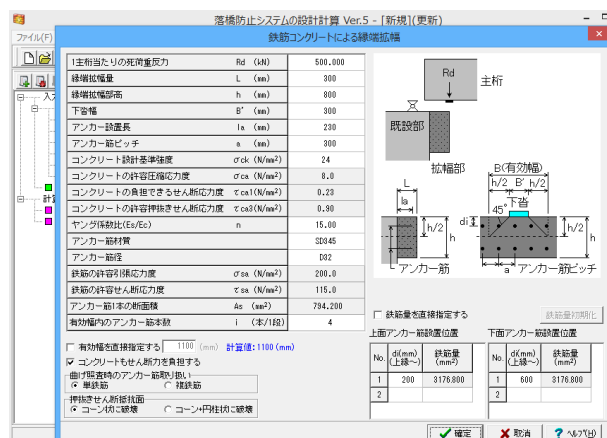 落橋防止システムの設計計算 Ver.5 - [新規](更新)
ファイル(F)
鉄筋コンクリートによる縁端拡幅
1主桁当たりの死荷重反力 Rd (kN) 500.000
縁端拡幅量 L (mm) 300
縁端拡幅部高 h (mm) 800
下沓幅 B' (mm) 300
アンカー設置長 la (mm) 230
アンカー筋ピッチ a (mm) 300
コンクリート設計基準強度 σck (N/mm²) 24
コンクリートの許容圧縮応力度 σca (N/mm²) 8.0
コンクリートの負担できるせん断応力度 τca1(N/mm²) 0.23
コンクリートの許容押抜きせん断応力度 τca3(N/mm²) 0.90
ヤング係数比(Es/Ec) n 15.00
アンカー筋材質 SD345
アンカー筋径 D32
鉄筋の許容引張応力度 σsa (N/mm²) 200.0
鉄筋の許容せん断応力度 τsa (N/mm²) 115.0
アンカー筋1本の断面積 As (mm²) 794.200
有効幅内のアンカー筋本数 i (本/1段) 4
有効幅を直接指定する 1100 (mm) 計算値:1100(mm)
コンクリートもせん断力を負担する
曲げ照査時のアンカー筋取り扱い
単鉄筋 複鉄筋
押抜きせん断抵抗面
コーン状に破壊 コーン+円柱状に破壊
Rd 主桁
既設部
拡幅部
L
la
h/2 h
アンカー筋
B(有効幅)
h/2 B' h/2
下沓
45°
di
h/2 h
a アンカー筋ピッチ
鉄筋量を直接指定する 鉄筋量初期化
上面アンカー筋設置位置
No. di(mm) (上縁〜) 鉄筋量 (mm²)
1 200 3176.800
2
下面アンカー筋設置位置
No. di(mm) (上縁〜) 鉄筋量 (mm²)
1 600 3176.800
2
確定 取消 ヘルプ(H)